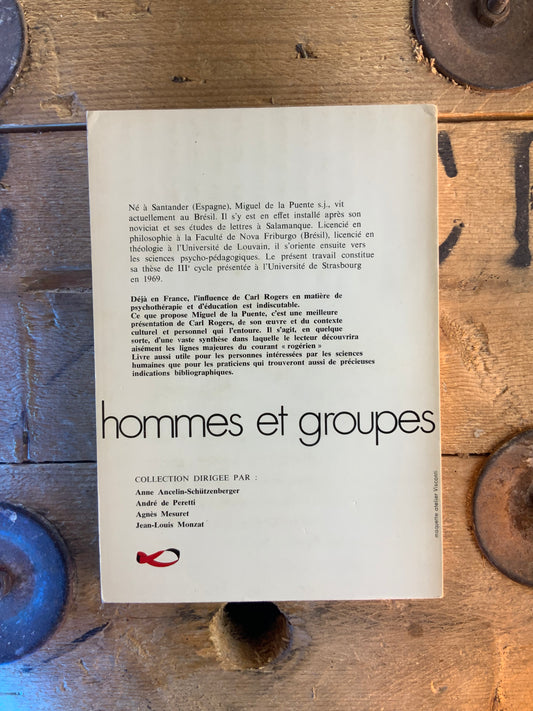 Né à Santander (Espagne), Miguel de la Puente s.j., vit
actuellement au Brésil. Il s'y est en effet installé après son
noviciat et ses études de lettres à Salamanque. Licencié en
philosophie à la Faculté de Nova Friburgo (Brésil), licencié en
théologie à l'Université de Louvain, il s'oriente ensuite vers
les sciences psycho-pédagogiques. Le présent travail constitue
sa thèse de IIIe cycle présentée à l'Université de Strasbourg
en 1969.
Déjà en France, l'influence de Carl Rogers en matière de
psychothérapie et d'éducation est indiscutable.
Ce que propose Miguel de la Puente, c'est une meilleure
présentation de Carl Rogers, de son œuvre et du contexte
culturel et personnel qui l'entoure. Il s'agit, en quelque
sorte, d'une vaste synthèse dans laquelle le lecteur découvrira
aisément les lignes majeures du courant « rogérien »
Livre aussi utile pour les personnes intéressées par les sciences
humaines que pour les praticiens qui trouveront aussi de précieuses
indications bibliographiques.
hommes et groupes
COLLECTION DIRIGEE PAR :
Anne Ancelin-Schützenberger
André de Peretti
Agnès Mesuret
Jean-Louis Monzat
maquette atelier Visconti